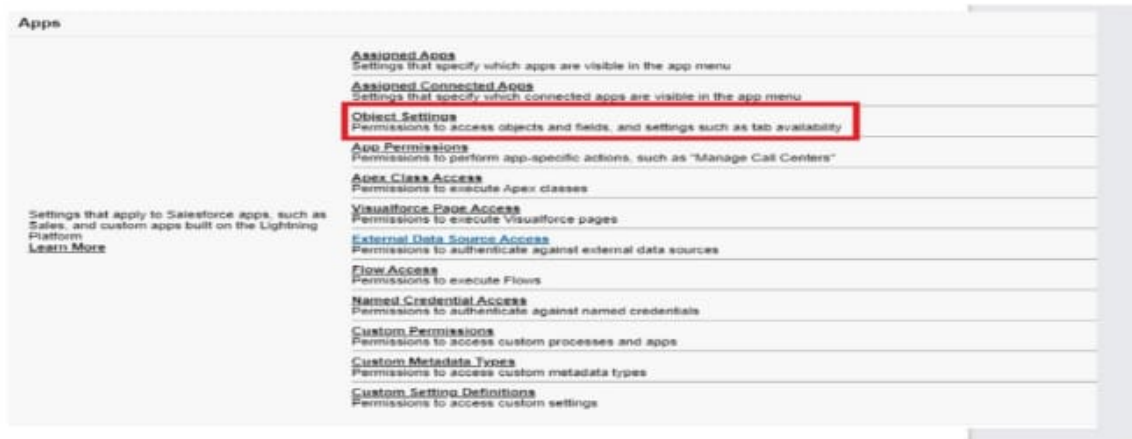 Apps
Assigned Apps
Settings that specify which apps are visible in the app menu
Assigned Connected Apps
Settings that specify which connected apps are visible in the app menu
Object Settings
Permissions to access objects and fields, and settings such as tab availability
App Permissions
Permissions to perform app-specific actions, such as "Manage Call Centers"
Apex Class Access
Permissions to execute Apex classes
Settings that apply to Salesforce apps, such as
Sales, and custom apps built on the Lightning
Platform
Learn More
Visualforce Page Access
Permissions to execute Visualforce pages
External Data Source Access
Permissions to authenticate against external data sources
Flow Access
Permissions to execute Flows
Named Credential Access
Permissions to authenticate against named credentials
Custom Permissions
Permissions to access custom processes and apps
Custom Metadata Types
Permissions to access custom metadata types
Custom Setting Definitions
Permissions to access custom settings